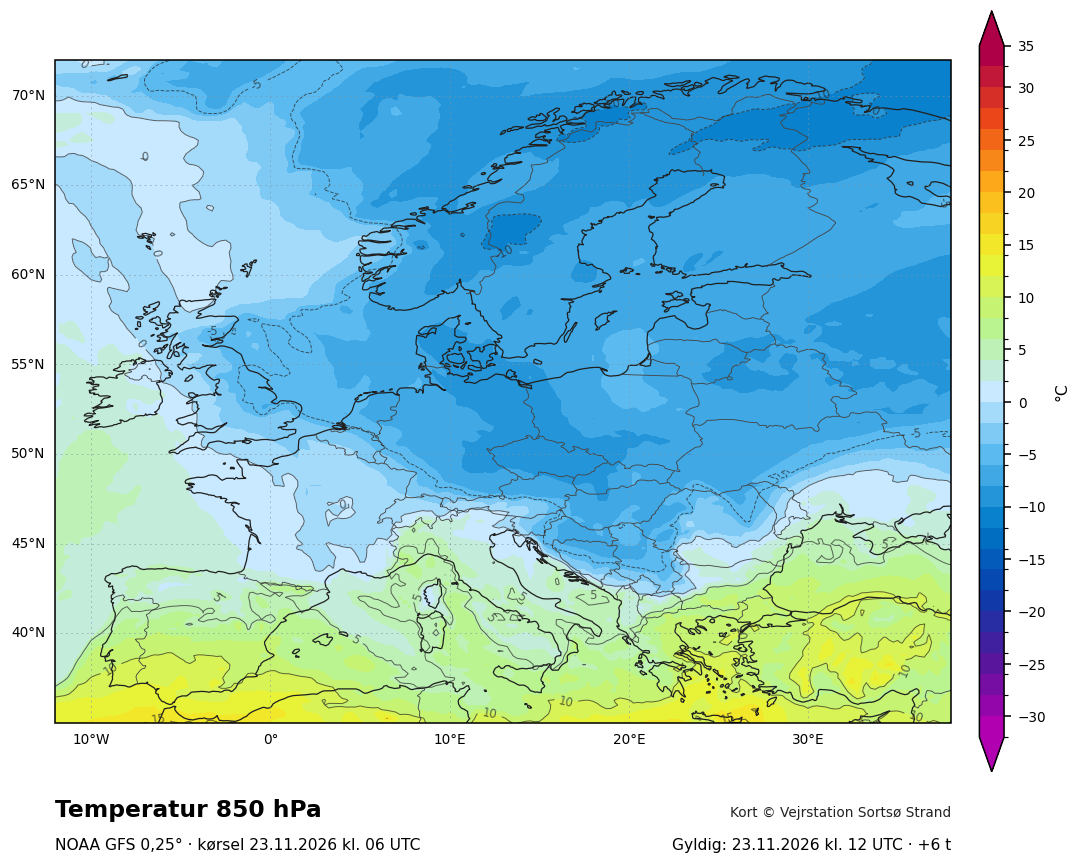 70°N
65°N
60°N
55°N
50°N
45°N
40°N
10°W
0°
10°E
20°E
30°E
35
30
25
20
15
10
5
0
−5
−10
−15
−20
−25
−30
°C
Temperatur 850 hPa
Kort © Vejrstation Sortsø Strand
NOAA GFS 0,25° · kørsel 23.11.2026 kl. 06 UTC
Gyldig: 23.11.2026 kl. 12 UTC · +6 t